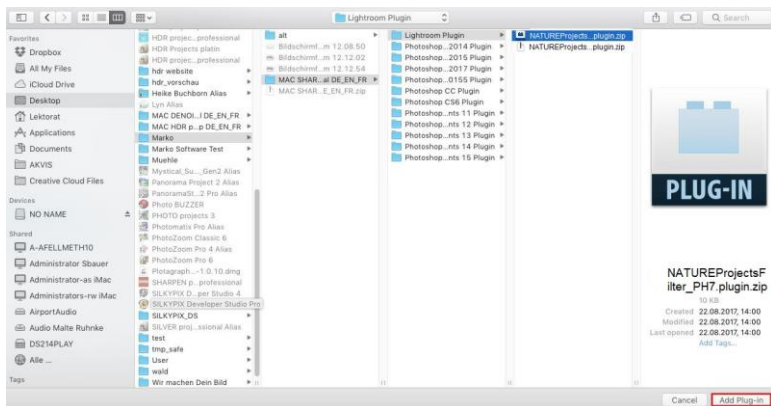 Lightroom Plugin
Search
Favorites
Dropbox
All My Files
iCloud Drive
Desktop
Lektorat
Applications
Documents
AKVIS
Creative Cloud Files
Devices
NO NAME
Shared
A-AFELLMETH10
Administrator Sbauer
Administrator-as iMac
Administrators-rw iMac
AirportAudio
Audio Malte Ruhnke
DS214PLAY
Alle ...
Tags
HDR projec...professional
HDR Projects platin
HDR projec...professional
hdr website
hdr_vorschau
Heike Buchborn Alias
Lyn Alias
MAC DENOI...l DE_EN_FR
MAC HDR p...p DE_EN_FR
Marko
Marko Software Test
Muehle
Mystical_Su..._Gen2 Alias
Panorama Project 2 Alias
PanoramaSt...2 Pro Alias
Photo BUZZER
PHOTO projects 3
Photomatix Pro Alias
PhotoZoom Classic 6
PhotoZoom Pro 4 Alias
PhotoZoom Pro 6
Plotagraph...-1.0.10.dmg
SHARPEN p...professional
SILKYPIX D...per Studio 4
SILKYPIX Developer Studio Pro
SILKYPIX_DS
SILVER proj...ssional Alias
test
tmp_safe
User
wald
Wir machen Dein Bild
alt
Bildschirmf...m 12.08.50
Bildschirmf...m 12.12.02
Bildschirmf...m 12.12.54
MAC SHAR...al DE_EN_FR
MAC SHAR...E_EN_FR.zip
Lightroom Plugin
Photoshop...2014 Plugin
Photoshop...2015 Plugin
Photoshop...2017 Plugin
Photoshop...0155 Plugin
Photoshop CC Plugin
Photoshop CS6 Plugin
Photoshop...nts 11 Plugin
Photoshop...nts 12 Plugin
Photoshop...nts 13 Plugin
Photoshop...nts 14 Plugin
Photoshop...nts 15 Plugin
NATUREProjects...plugin.zip
NATUREProjects...plugin.zip
PLUG-IN
NATUREProjectsF
ilter_PH7.plugin.zip
10 KB
Created 22.08.2017, 14:00
Modified 22.08.2017, 14:00
Last opened 22.08.2017, 14:00
Add Tags...
Cancel
Add Plug-in